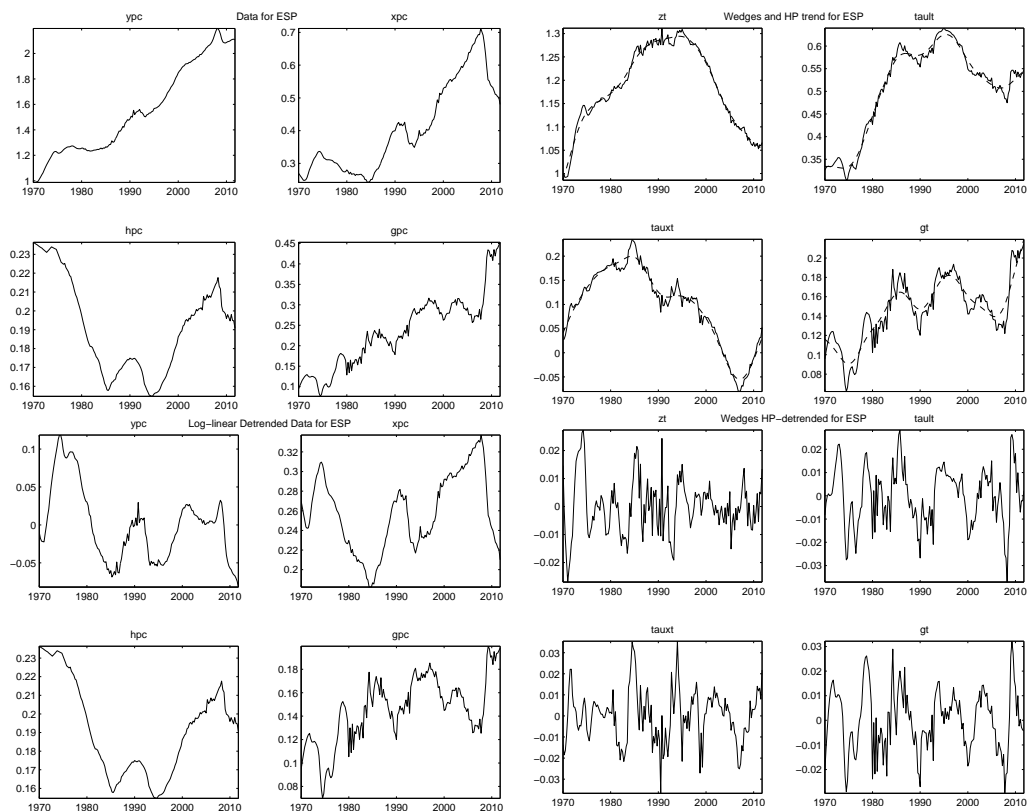 Data for ESP
ypc
xpc
2
1.8
1.6
1.4
1.2
1
1970 1980 1990 2000 2010
0.7
0.6
0.5
0.4
0.3
1970 1980 1990 2000 2010
hpc
gpc
0.23
0.22
0.21
0.2
0.19
0.18
0.17
0.16
1970 1980 1990 2000 2010
0.45
0.4
0.35
0.3
0.25
0.2
0.15
0.1
1970 1980 1990 2000 2010
Wedges and HP trend for ESP
zt
tault
1.3
1.25
1.2
1.15
1.1
1.05
1
1970 1980 1990 2000 2010
0.6
0.55
0.5
0.45
0.4
0.35
1970 1980 1990 2000 2010
tauxt
gt
0.2
0.15
0.1
0.05
0
−0.05
1970 1980 1990 2000 2010
0.2
0.18
0.16
0.14
0.12
0.1
0.08
1970 1980 1990 2000 2010
Log−linear Detrended Data for ESP
ypc
xpc
0.1
0.05
0
−0.05
1970 1980 1990 2000 2010
0.32
0.3
0.28
0.26
0.24
0.22
0.2
1970 1980 1990 2000 2010
hpc
gpc
0.23
0.22
0.21
0.2
0.19
0.18
0.17
0.16
1970 1980 1990 2000 2010
0.18
0.16
0.14
0.12
0.1
0.08
1970 1980 1990 2000 2010
Wedges HP−detrended for ESP
zt
tault
0.02
0.01
0
−0.01
−0.02
1970 1980 1990 2000 2010
0.02
0.01
0
−0.01
−0.02
−0.03
1970 1980 1990 2000 2010
tauxt
gt
0.03
0.02
0.01
0
−0.01
−0.02
−0.03
1970 1980 1990 2000 2010
0.03
0.02
0.01
0
−0.01
−0.02
1970 1980 1990 2000 2010